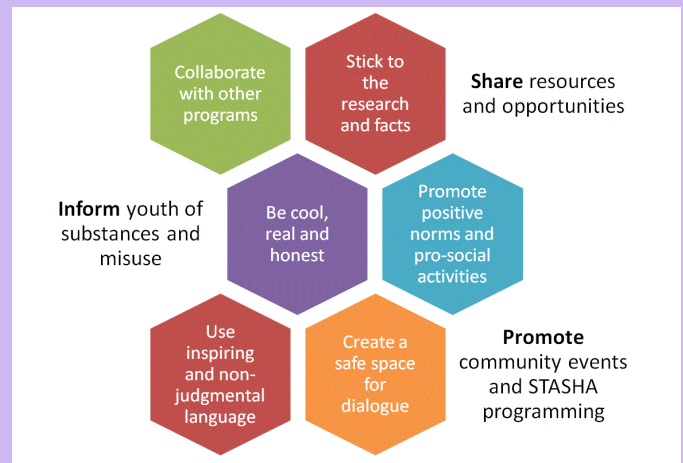 Collaborate
with other
programs
Stick to
the
research
and facts
Share resources
and opportunities
Inform youth of
substances and
misuse
Be cool,
real and
honest
Promote
positive
norms and
pro-social
activities
Use
inspiring
and non-
judgmental
language
Create a
safe space
for
dialogue
Promote
community events
and STASHA
programming